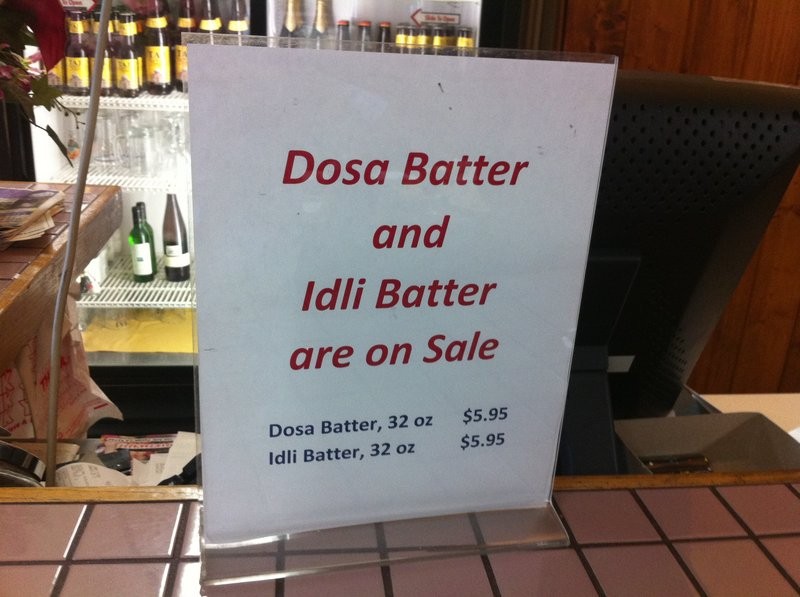 Dosa Batter
and
Idli Batter
are on Sale
Dosa Batter, 32 oz $5.95
Idli Batter, 32 oz $5.95